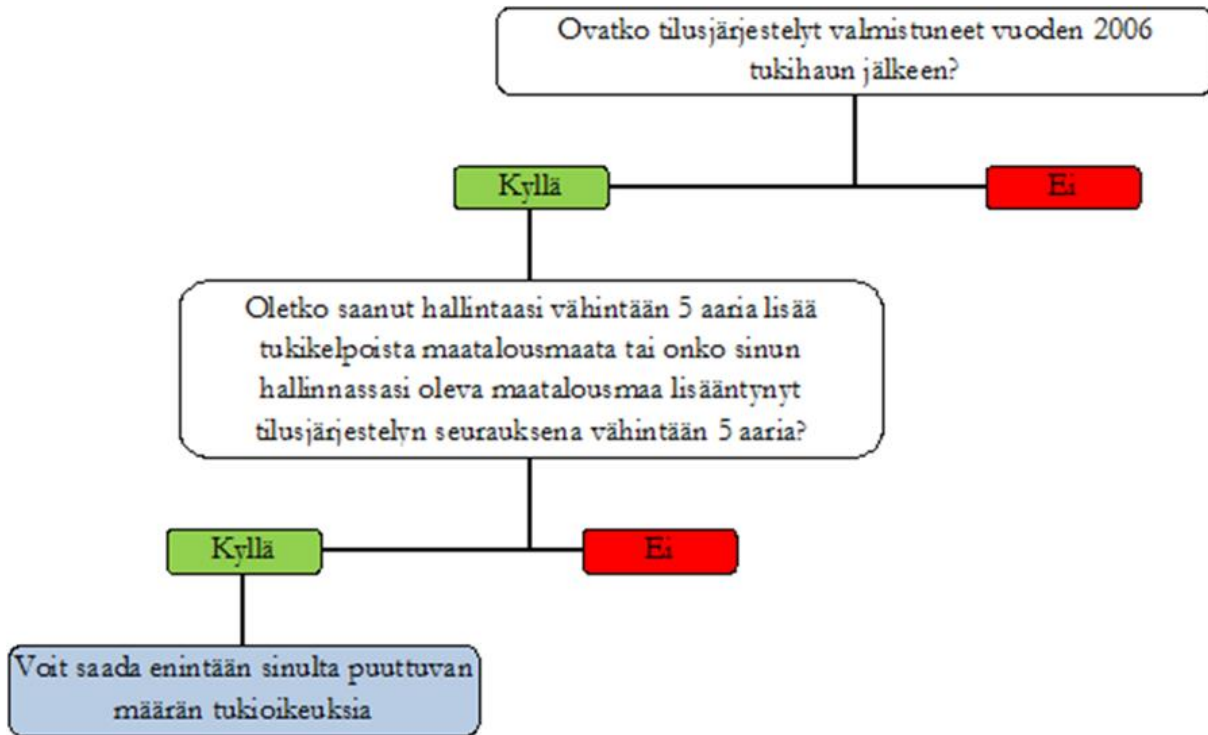 Ovatko tilusjärjestelyt valmistuneet vuoden 2006
tukihaun jälkeen?
Kyllä
Ei
Oletko saanut hallintaasi vähintään 5 aaria lisää
tukikelpoista maatalousmaata tai onko sinun
hallinnassasi oleva maatalousmaa lisääntynyt
tilusjärjestelyn seurauksena vähintään 5 aaria?
Kyllä
Ei
Voit saada enintään sinulta puuttuvan
määrän tukioikeuksia